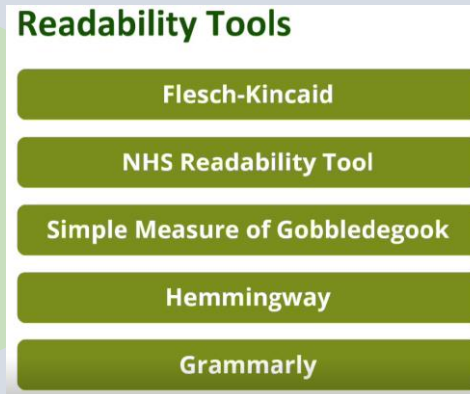 Readability Tools
Flesch-Kincaid
NHS Readability Tool
Simple Measure of Gobbledegook
Hemmingway
Grammarly